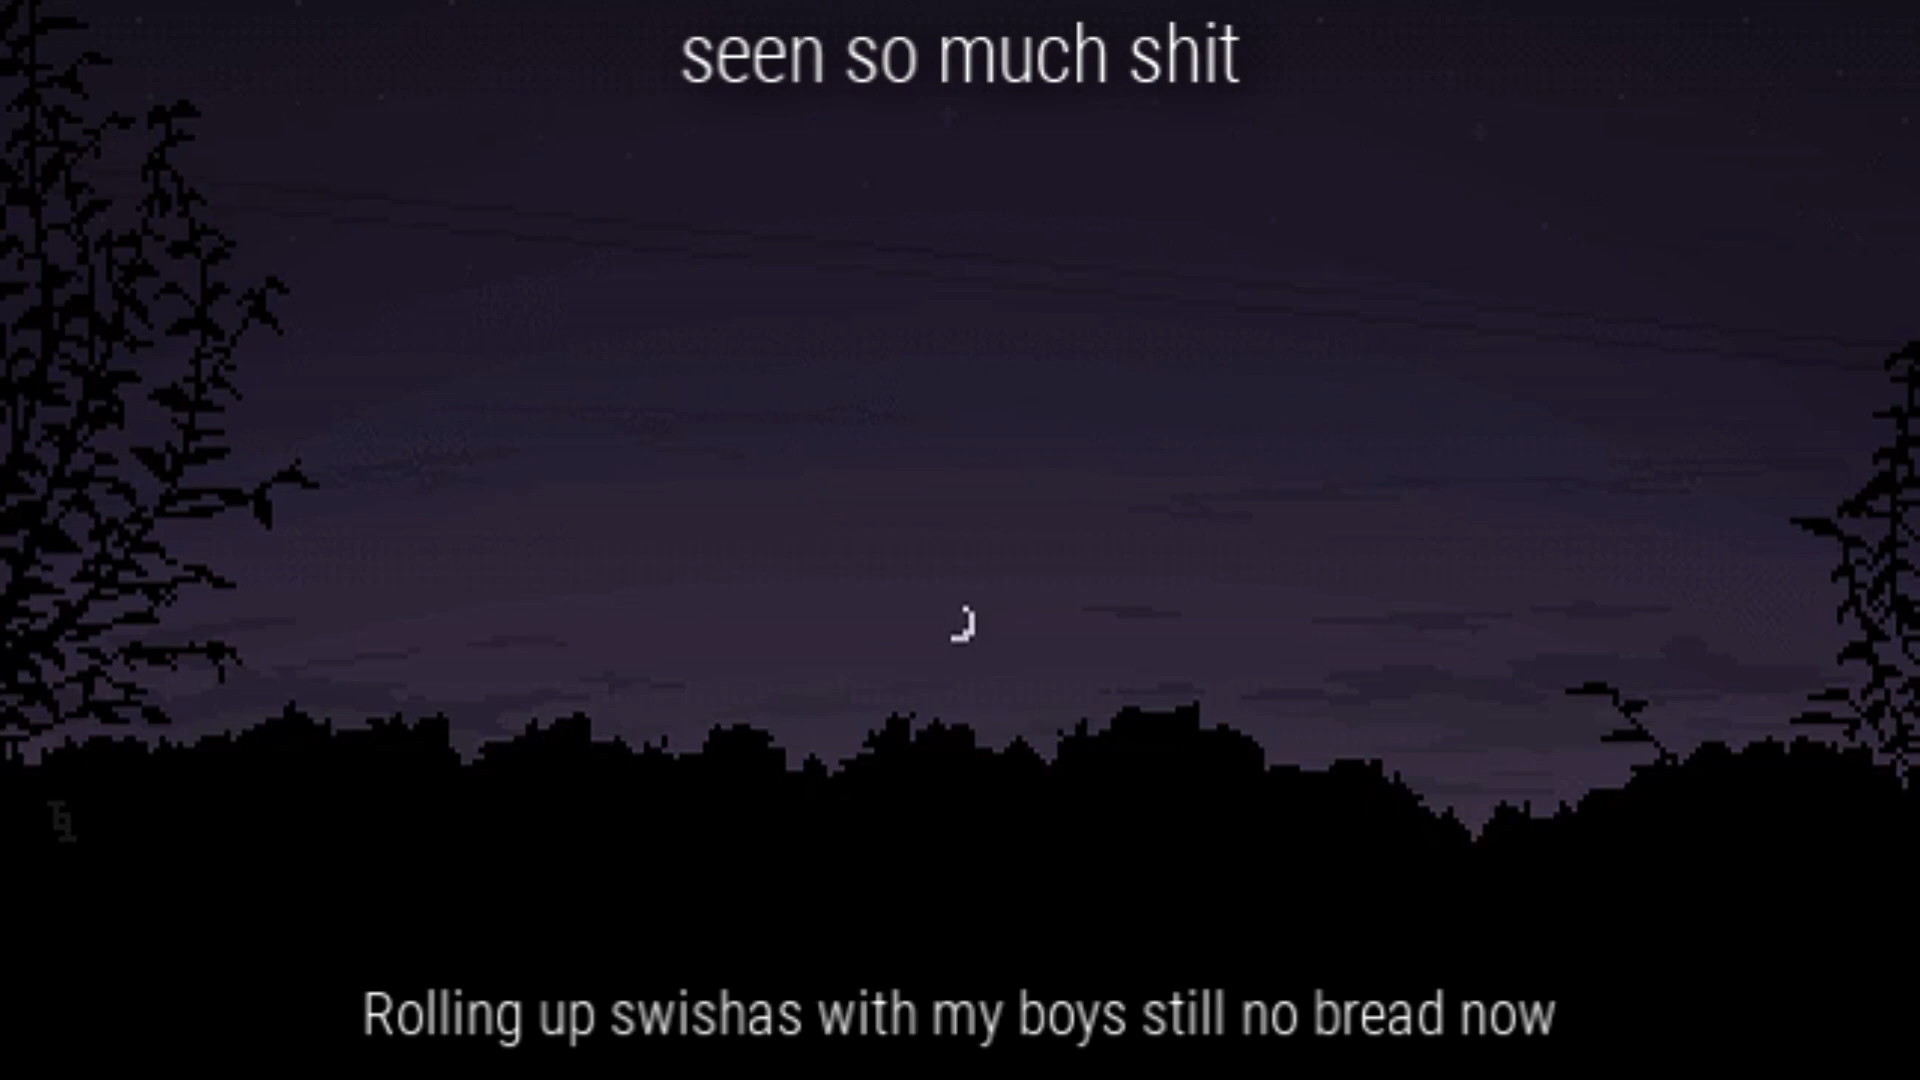 seen so much shit
Rolling up swishas with my boys still no bread now